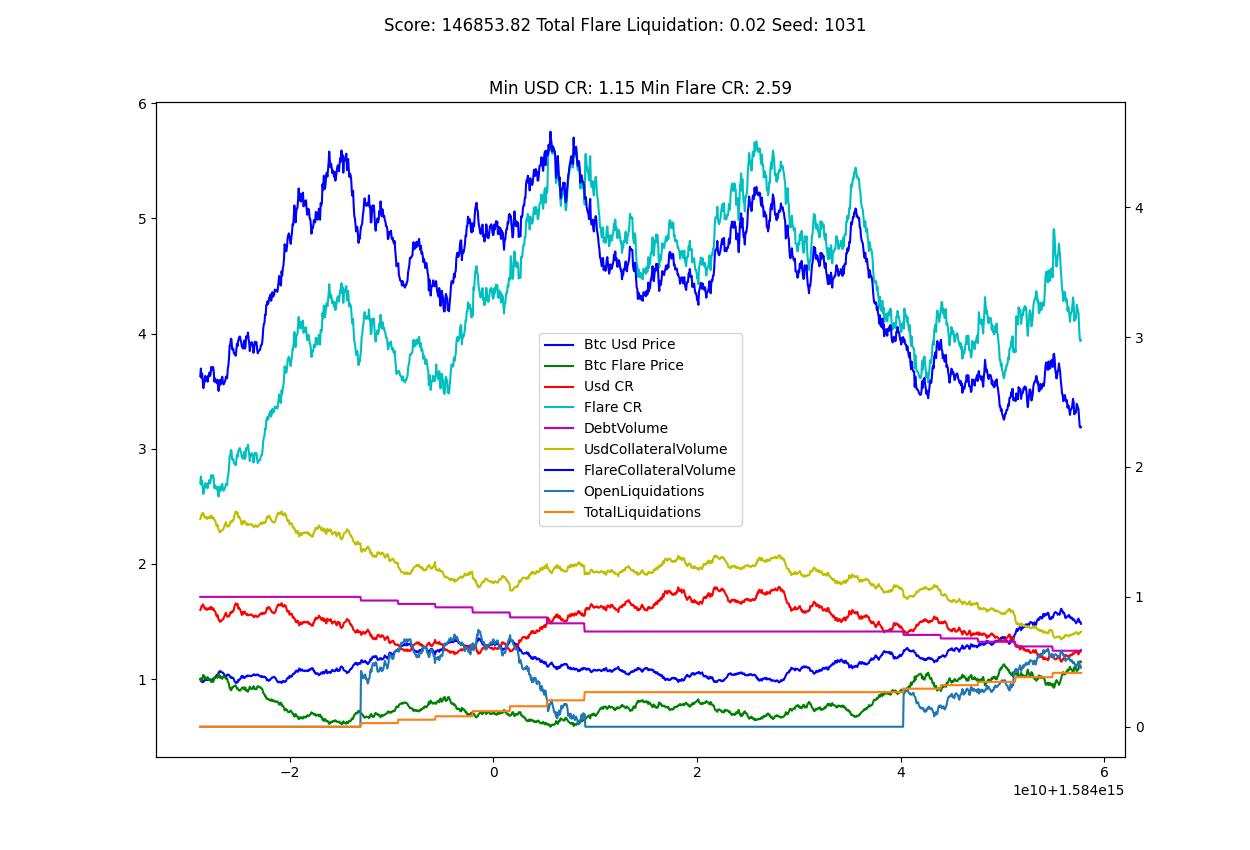 Score: 146853.82 Total Flare Liquidation: 0.02 Seed: 1031
Min USD CR: 1.15 Min Flare CR: 2.59
6
5
4
3
2
1
4
3
2
1
0
Btc Usd Price
Btc Flare Price
Usd CR
Flare CR
DebtVolume
UsdCollateralVolume
FlareCollateralVolume
OpenLiquidations
TotalLiquidations
−2 0 2 4 6
1e10+1.584e15